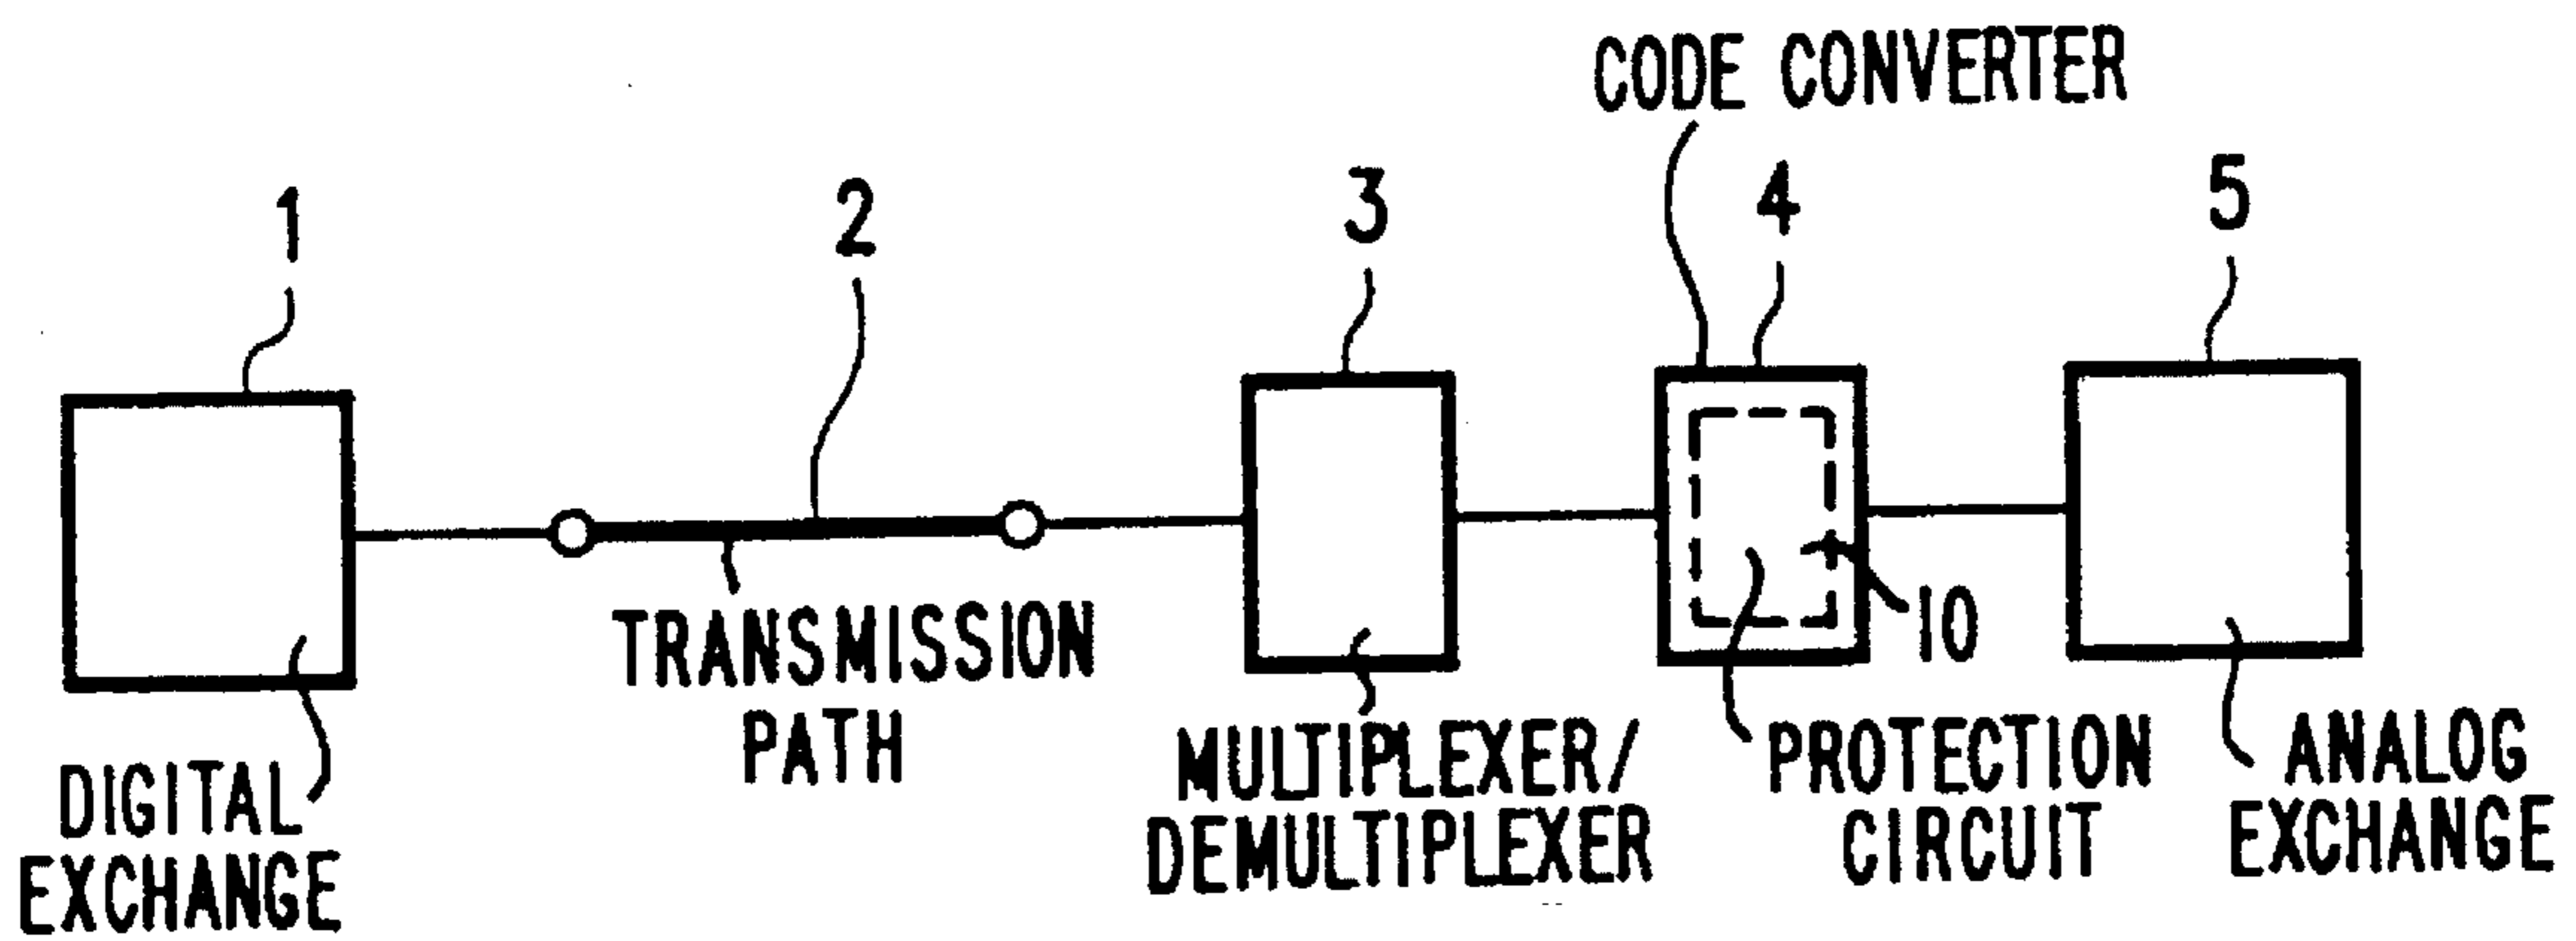 CODE CONVERTER
1
2
3
4
5
10
TRANSMISSION
PATH
DIGITAL
EXCHANGE
MULTIPLEXER/
DEMULTIPLEXER
PROTECTION
CIRCUIT
ANALOG
EXCHANGE